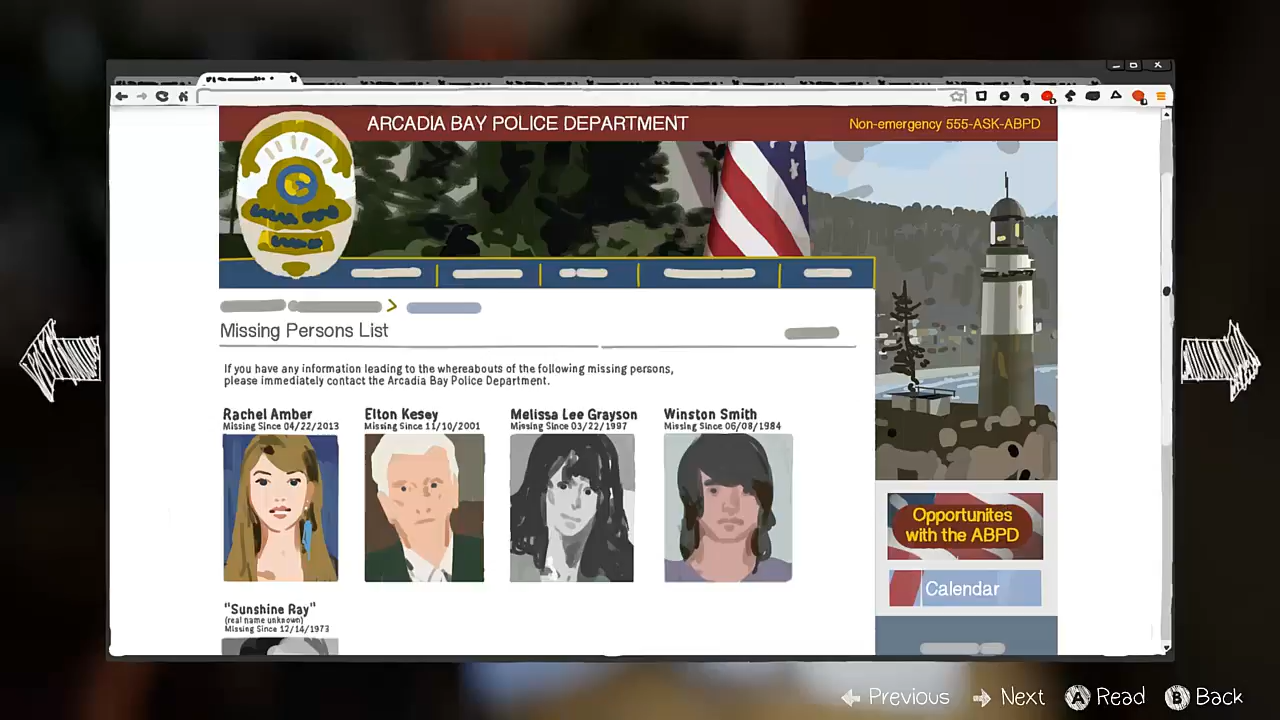 ARCADIA BAY POLICE DEPARTMENT
Non-emergency 555-ASK-ABPD
Missing Persons List
If you have any information leading to the whereabouts of the following missing persons,
please immediately contact the Arcadia Bay Police Department.
Rachel Amber
Missing Since 04/22/2013
Elton Kesey
Missing Since 11/10/2001
Melissa Lee Grayson
Missing Since 03/22/1997
Winston Smith
Missing Since 06/08/1984
"Sunshine Ray"
(real name unknown)
Missing Since 12/14/1973
Opportunites
with the ABPD
Calendar
Previous
Next
A Read
B Back